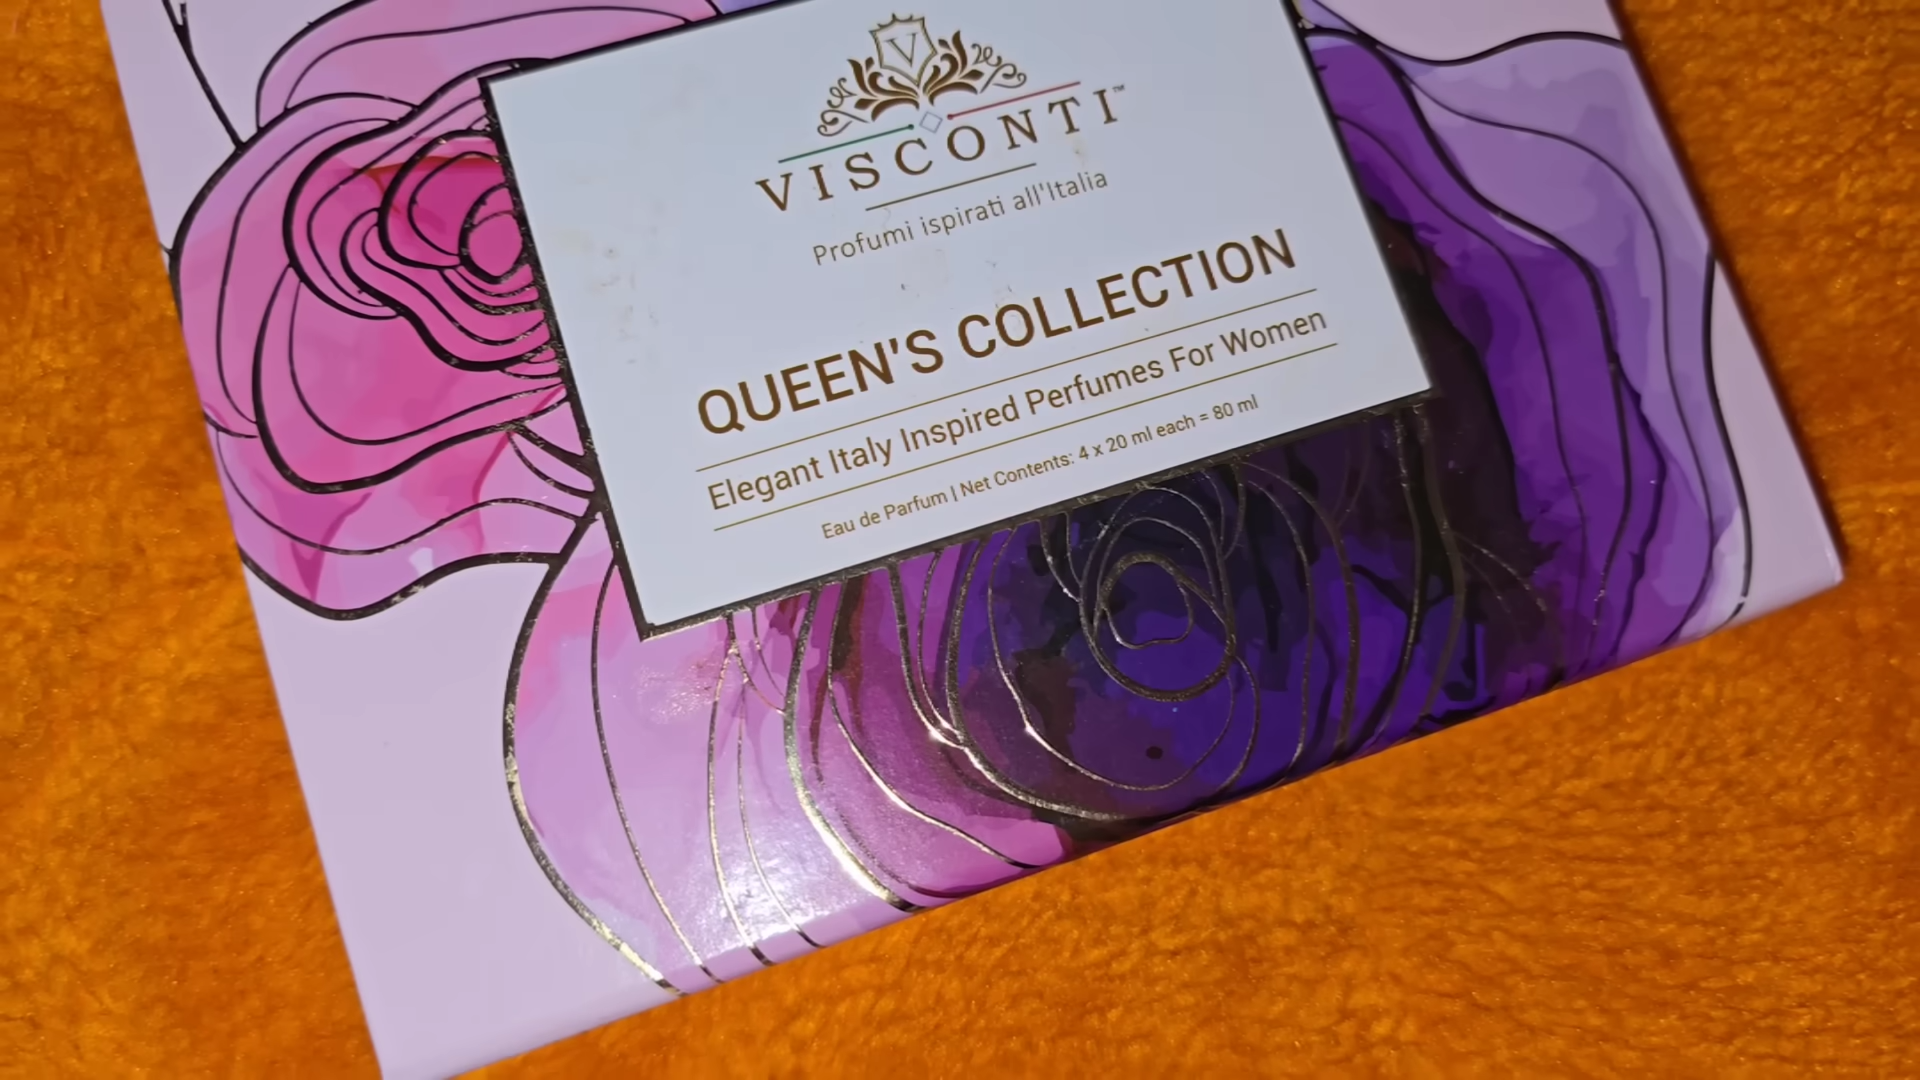 V
VISCONTI™
Profumi ispirati all'Italia
QUEEN'S COLLECTION
Elegant Italy Inspired Perfumes For Women
Eau de Parfum | Net Contents: 4 x 20 ml each = 80 ml